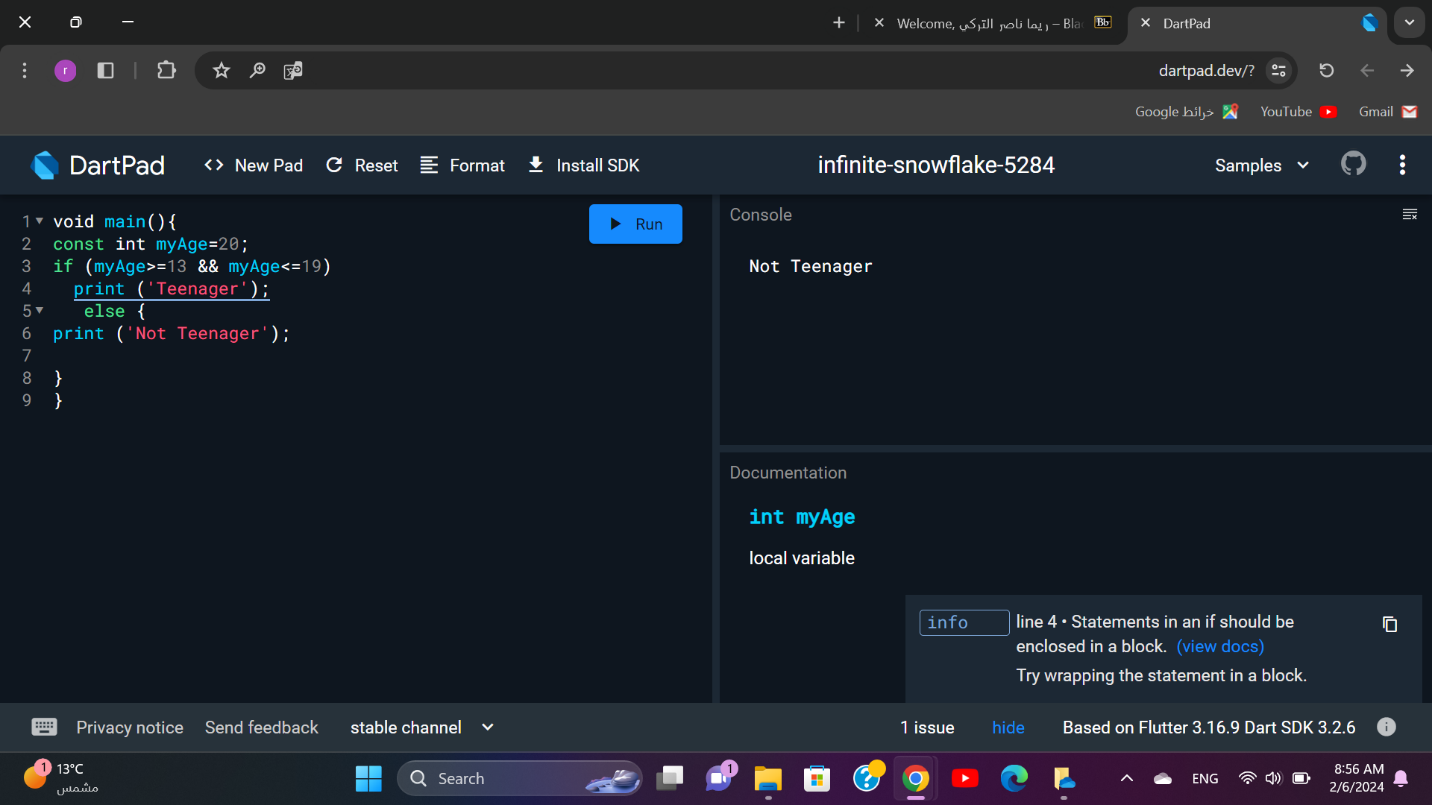 Welcome, ريما ناصر التركي – Bla
Bb
DartPad
r
dartpad.dev/?
خرائط Google
YouTube
Gmail
DartPad
New Pad
Reset
Format
Install SDK
infinite-snowflake-5284
Samples
1 void main(){
2 const int myAge=20;
3 if (myAge>=13 && myAge<=19)
4 print ('Teenager');
5 else {
6 print ('Not Teenager');
7
8 }
9 }
Run
Console
Not Teenager
Documentation
int myAge
local variable
info
line 4 • Statements in an if should be
enclosed in a block. (view docs)
Try wrapping the statement in a block.
Privacy notice
Send feedback
stable channel
1 issue
hide
Based on Flutter 3.16.9 Dart SDK 3.2.6
1
13°C
مشمس
Search
1
ENG
8:56 AM
2/6/2024